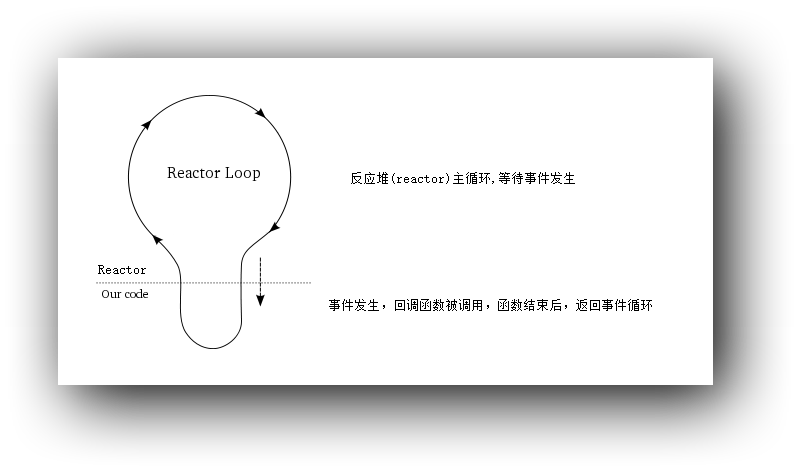 Reactor Loop
反应堆(reactor)主循环,等待事件发生
Reactor
Our code
事件发生，回调函数被调用，函数结束后，返回事件循环